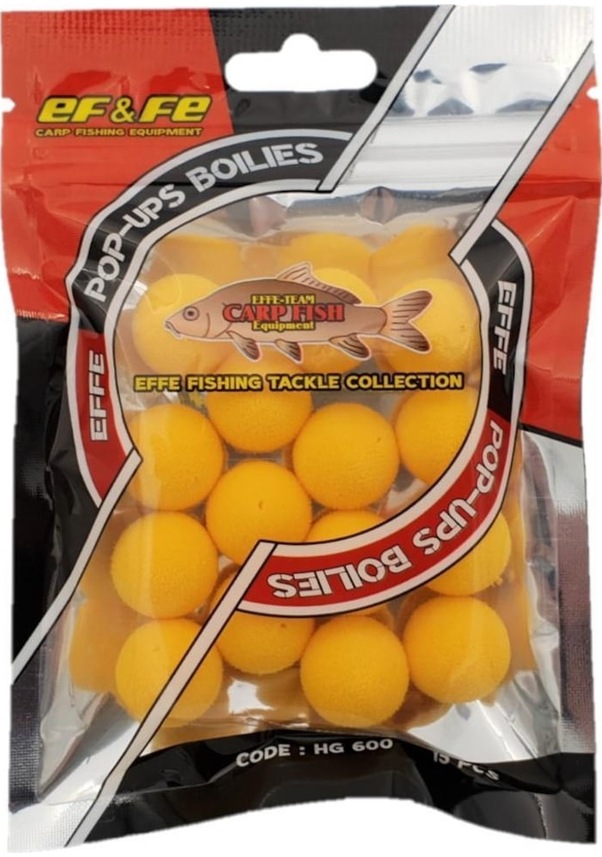 EF & FE
CARP FISHING EQUIPMENT
EFFE POP-UPS BOILIES
EFFE-TEAM
CARP FISH
Equipment
EFFE FISHING TACKLE COLLECTION
EFFE POP-UPS BOILIES
CODE : HG 600
15 PCS